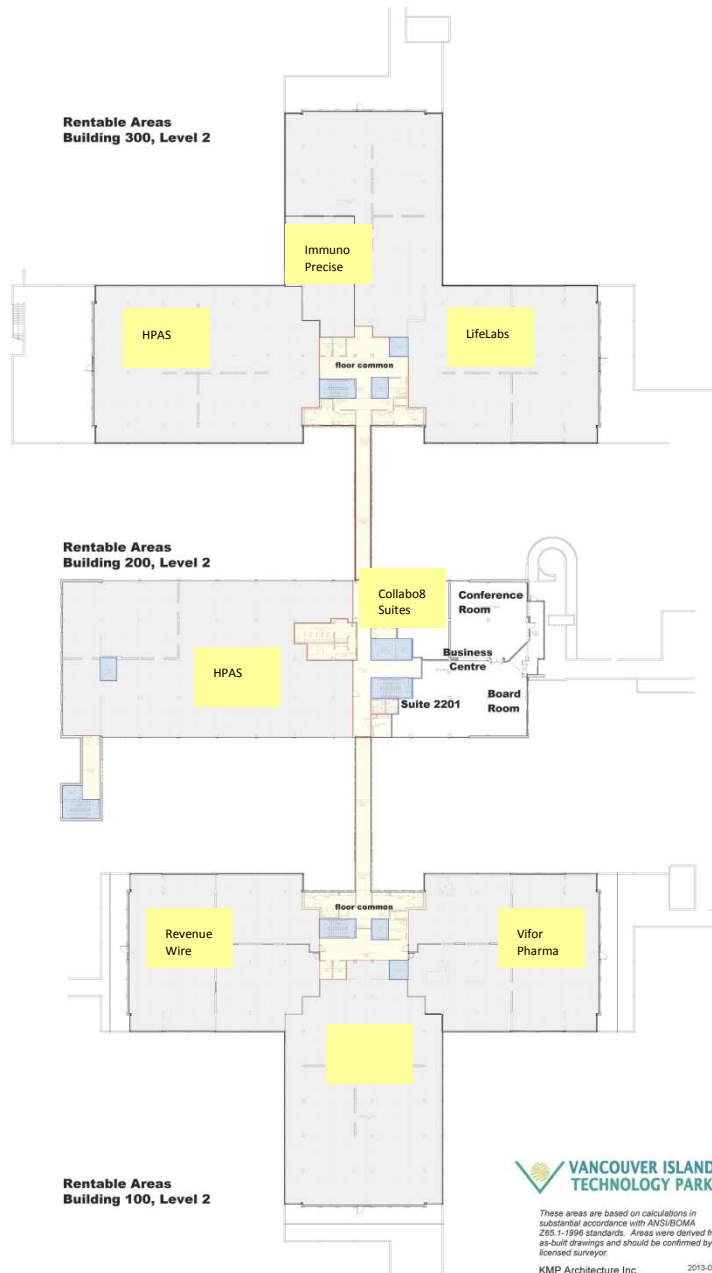 Rentable Areas
Building 300, Level 2
Immuno
Precise
HPAS
LifeLabs
floor common
Rentable Areas
Building 200, Level 2
Collabo8
Suites
Conference
Room
Business
Centre
HPAS
Suite 2201
Board
Room
floor common
Revenue
Wire
Vifor
Pharma
Rentable Areas
Building 100, Level 2
VANCOUVER ISLAND
TECHNOLOGY PARK
These areas are based on calculations in
substantial accordance with ANSI/BOMA
Z65.1-1996 standards. Areas were derived
as-built drawings and should be confirmed by
licensed surveyor.
KMP Architecture Inc. 2013-0